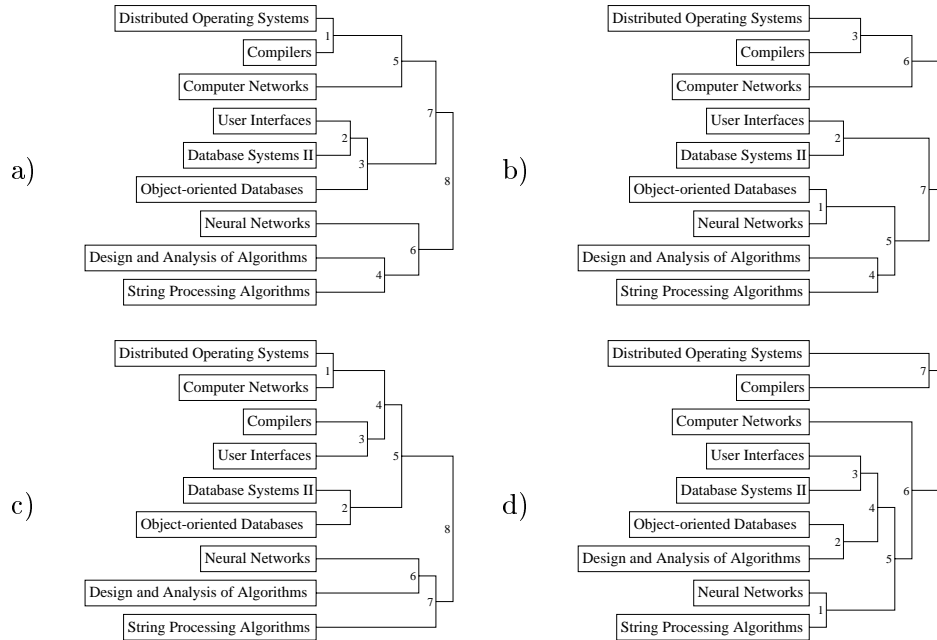 a)
Distributed Operating Systems
Compilers
Computer Networks
User Interfaces
Database Systems II
Object-oriented Databases
Neural Networks
Design and Analysis of Algorithms
String Processing Algorithms
1
5
7
2
3
8
6
4
b)
Distributed Operating Systems
Compilers
Computer Networks
User Interfaces
Database Systems II
Object-oriented Databases
Neural Networks
Design and Analysis of Algorithms
String Processing Algorithms
3
6
2
7
1
5
4
c)
Distributed Operating Systems
Computer Networks
Compilers
User Interfaces
Database Systems II
Object-oriented Databases
Neural Networks
Design and Analysis of Algorithms
String Processing Algorithms
1
4
3
5
2
8
6
7
d)
Distributed Operating Systems
Compilers
Computer Networks
User Interfaces
Database Systems II
Object-oriented Databases
Design and Analysis of Algorithms
Neural Networks
String Processing Algorithms
7
3
6
4
2
5
1